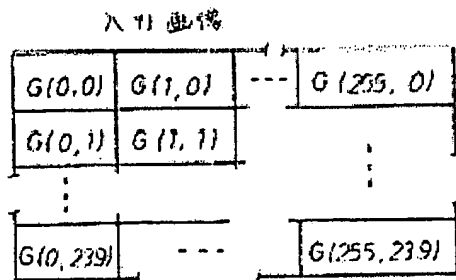 入力画像
G(0,0) G(1,0) --- G(255,0)
G(0,1) G(1,1)
G(0,239) --- G(255,239)